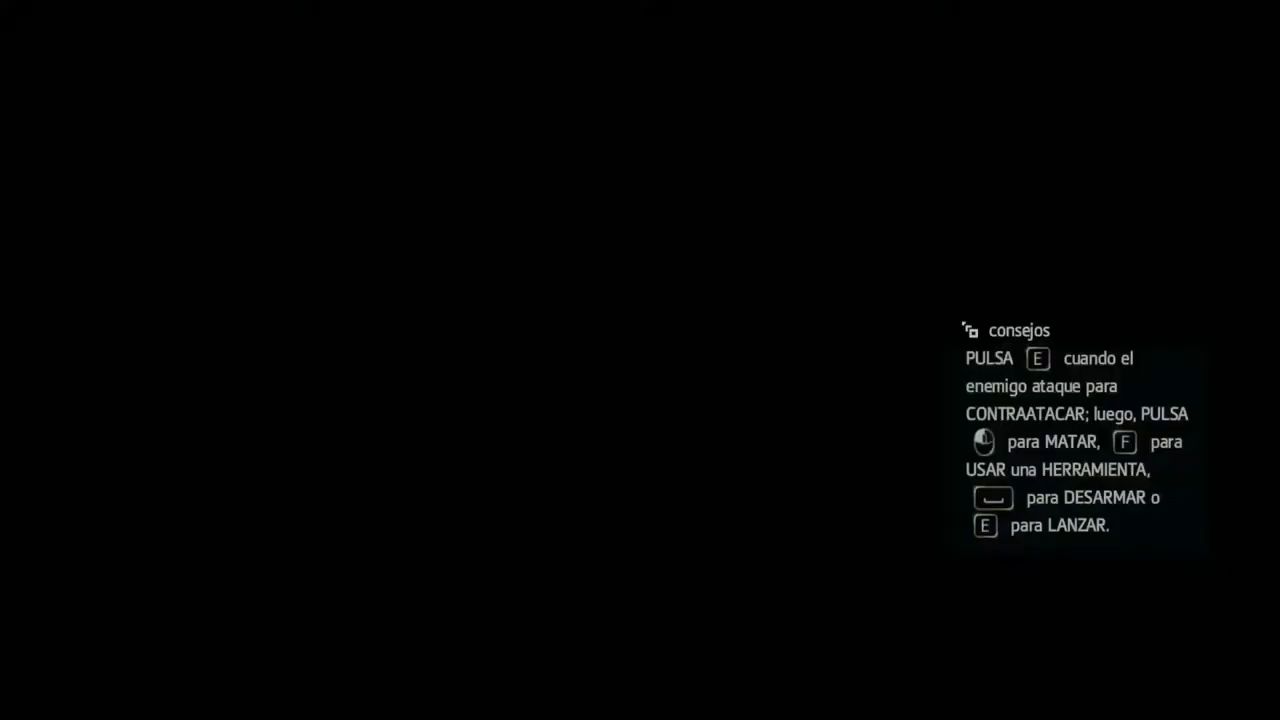 consejos
PULSA E cuando el
enemigo ataque para
CONTRAATACAR; luego, PULSA
para MATAR, F para
USAR una HERRAMIENTA,
para DESARMAR o
E para LANZAR.